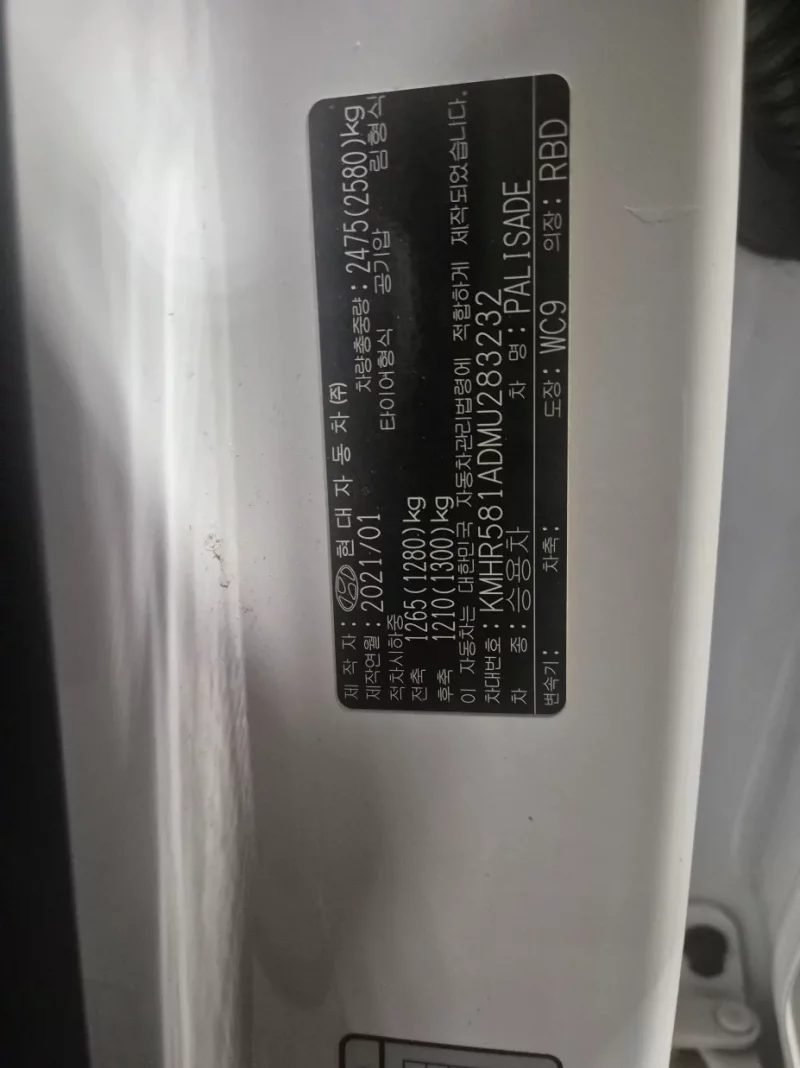 제 작 자 : 현 대 자 동 차 (주)
제작연월 : 2021/01 차량총중량 : 2475(2580)kg
적차시하중 타이어형식 공기압 림형식
전축 1265(1280)kg
후축 1210(1300)kg
이 자동차는 대한민국 자동차관리법령에 적합하게 제작되었습니다.
차대번호 : KMHR581ADMU283232
차 종 : 승용차 차 명 : PALISADE
변속기 : 차축 : 도장 : WC9 의장 : RBD